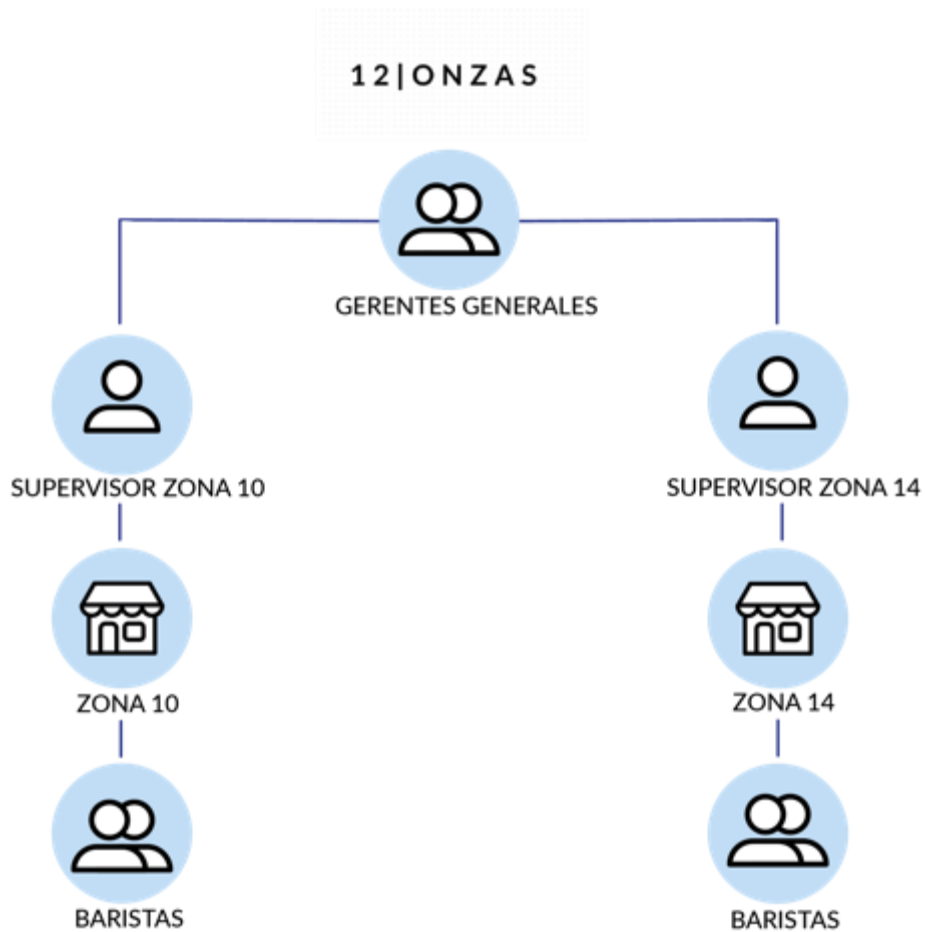 12|ONZAS
GERENTES GENERALES
SUPERVISOR ZONA 10
SUPERVISOR ZONA 14
ZONA 10
ZONA 14
BARISTAS
BARISTAS